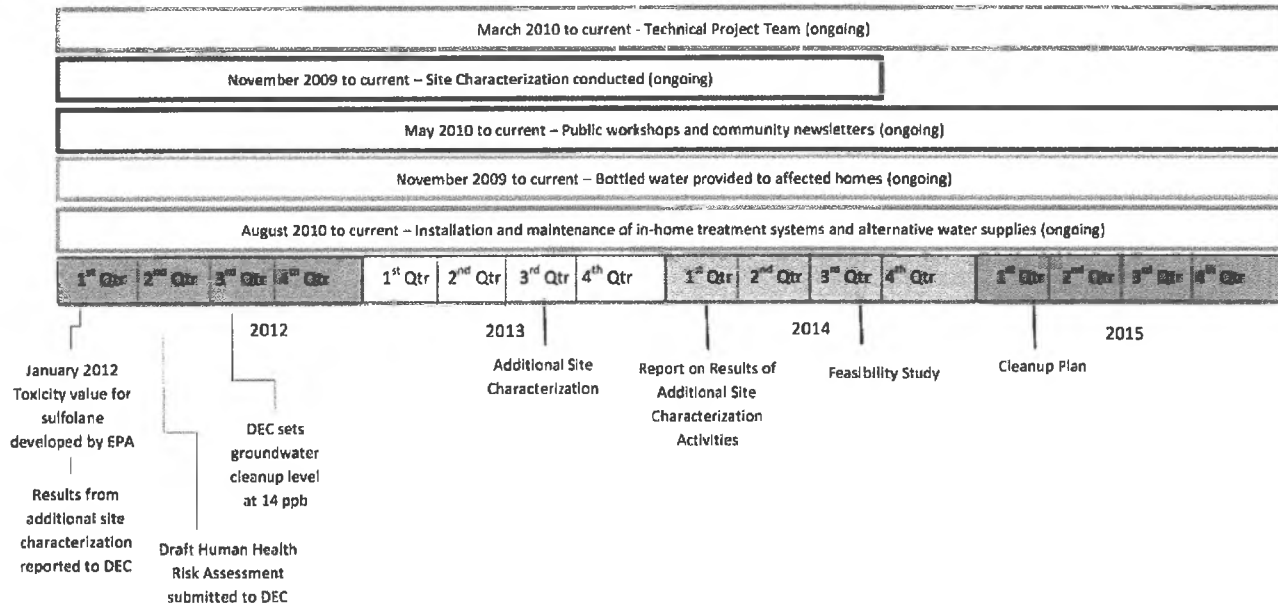 March 2010 to current - Technical Project Team (ongoing)
November 2009 to current – Site Characterization conducted (ongoing)
May 2010 to current – Public workshops and community newsletters (ongoing)
November 2009 to current – Bottled water provided to affected homes (ongoing)
August 2010 to current – Installation and maintenance of in-home treatment systems and alternative water supplies (ongoing)
1st Qtr 2nd Qtr 3rd Qtr 4th Qtr 1st Qtr 2nd Qtr 3rd Qtr 4th Qtr 1st Qtr 2nd Qtr 3rd Qtr 4th Qtr 1st Qtr 2nd Qtr 3rd Qtr 4th Qtr
2012 2013 2014 2015
January 2012
Toxicity value for
sulfolane
developed by EPA
Results from
additional site
characterization
reported to DEC
Draft Human Health
Risk Assessment
submitted to DEC
DEC sets
groundwater
cleanup level
at 14 ppb
Additional Site
Characterization
Report on Results of
Additional Site
Characterization
Activities
Feasibility Study
Cleanup Plan